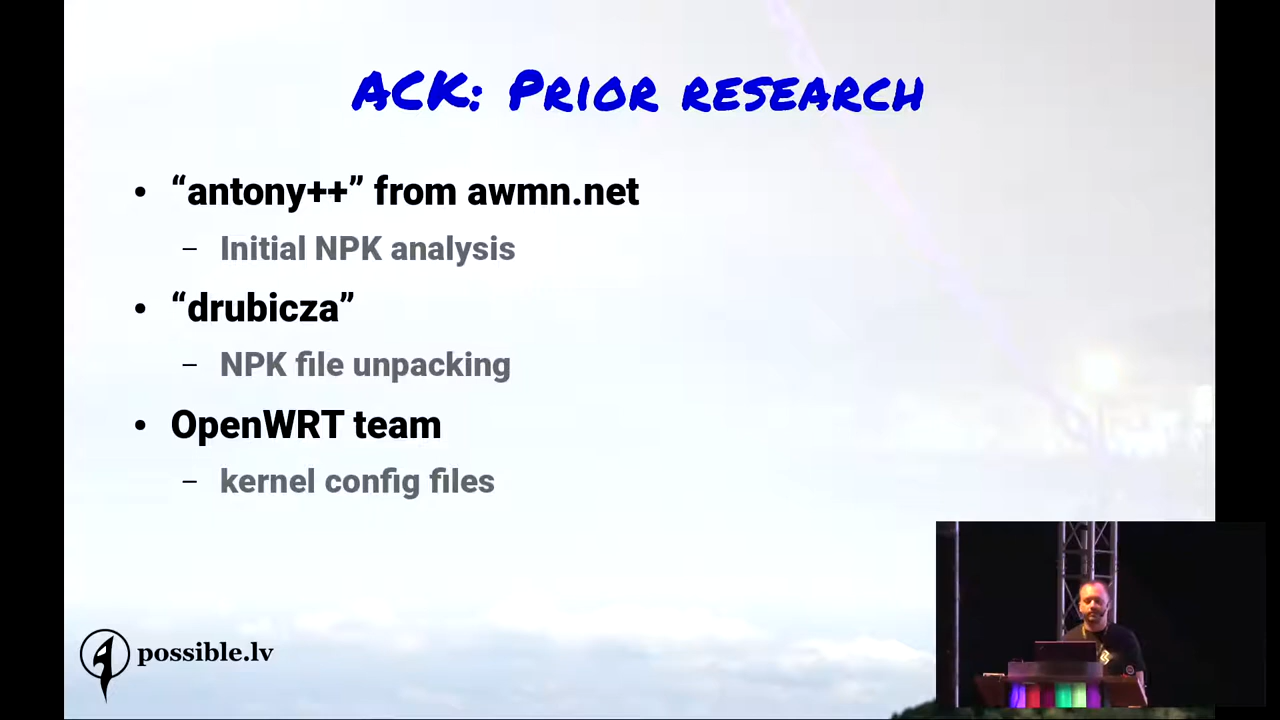 ACK: Prior research
• “antony++” from awmn.net
– Initial NPK analysis
• “drubicza”
– NPK file unpacking
• OpenWRT team
– kernel config files
possible.lv